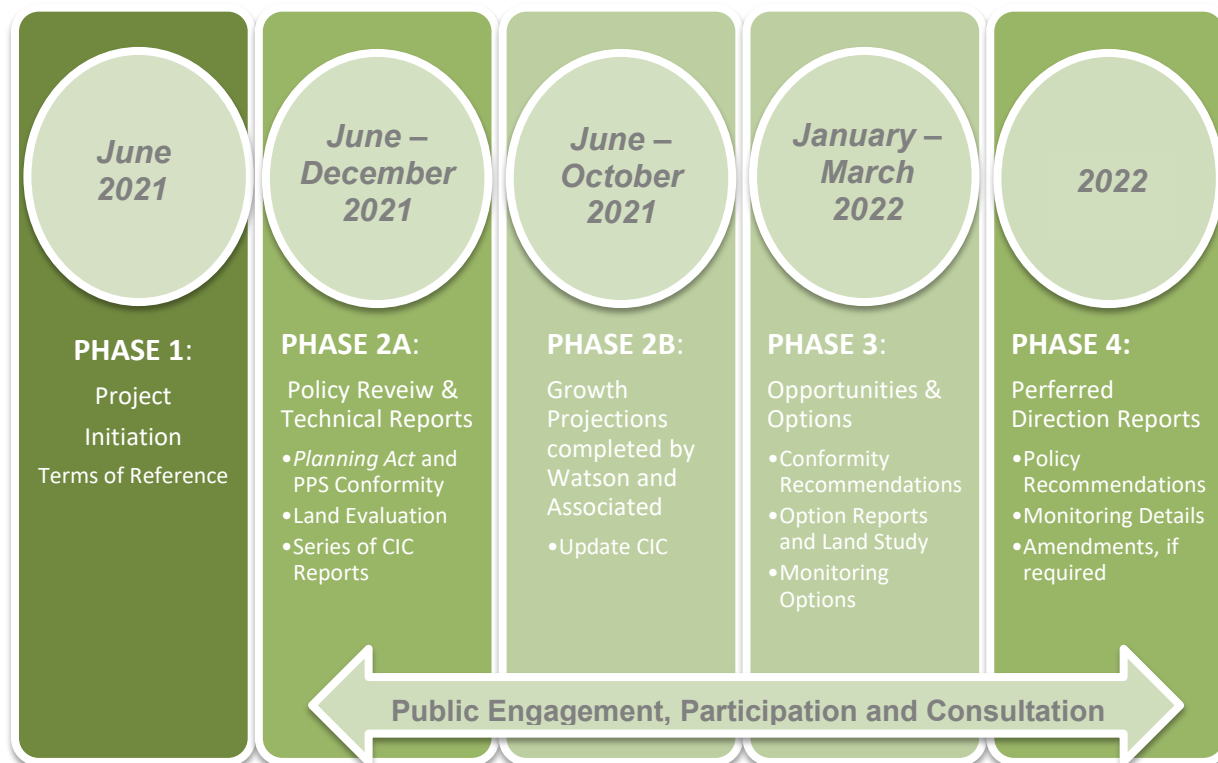 June
2021
PHASE 1:
Project
Initiation
Terms of Reference
June –
December
2021
PHASE 2A:
Policy Reveiw &
Technical Reports
•Planning Act and
PPS Conformity
•Land Evaluation
•Series of CIC
Reports
June –
October
2021
PHASE 2B:
Growth
Projections
completed by
Watson and
Associated
•Update CIC
January –
March
2022
PHASE 3:
Opportunities &
Options
•Conformity
Recommendations
•Option Reports
and Land Study
•Monitoring
Options
2022
PHASE 4:
Perferred
Direction Reports
•Policy
Recommendations
•Monitoring Details
•Amendments, if
required
Public Engagement, Participation and Consultation